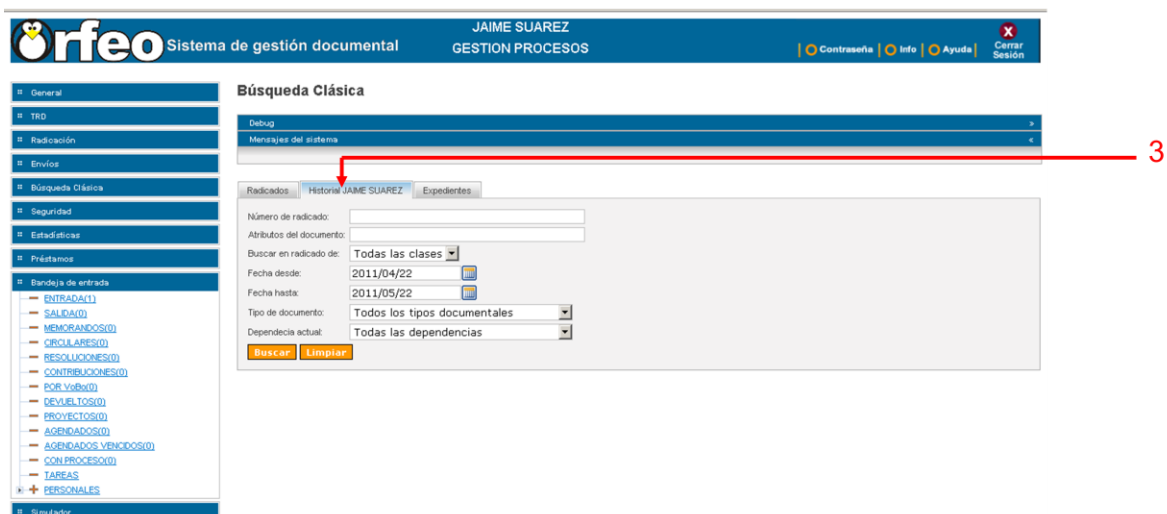 JAIME SUAREZ
Orfeo Sistema de gestión documental GESTION PROCESOS Contraseña Info Ayuda X Cerrar Sesión
Búsqueda Clásica
General
TRD
Radicación
Envíos
Búsqueda Clásica
Seguridad
Estadísticas
Préstamos
Bandeja de entrada
ENTRADA(1)
SALIDA(0)
MEMORANDOS(0)
CIRCULARES(0)
RESOLUCIONES(0)
CONTRIBUCIONES(0)
POR VoBo(0)
DEVUELTOS(0)
PROYECTOS(0)
AGENDADOS(0)
AGENDADOS VENCIDOS(0)
CON PROCESO(0)
TAREAS
PERSONALES
Simulador
Debug »
Mensajes del sistema «
3
Radicados Historial JAIME SUAREZ Expedientes
Número de radicado:
Atributos del documento:
Buscar en radicado de: Todas las clases
Fecha desde: 2011/04/22
Fecha hasta: 2011/05/22
Tipo de documento: Todos los tipos documentales
Dependecia actual: Todas las dependencias
Buscar Limpiar